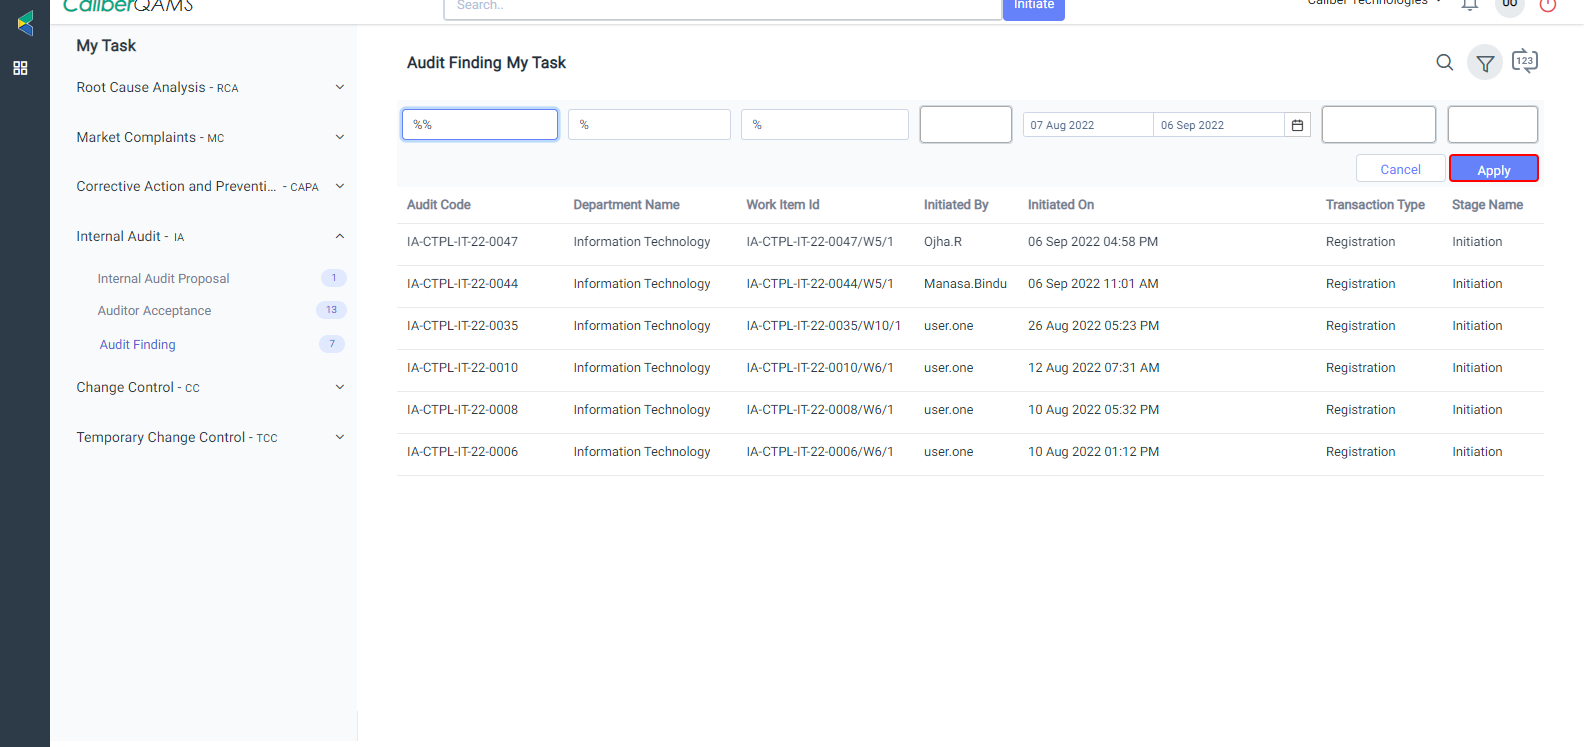 CaliberQAMS
Search..
Initiate
Caliber Technologies
My Task
Root Cause Analysis - RCA
Market Complaints - MC
Corrective Action and Preventi... - CAPA
Internal Audit - IA
Internal Audit Proposal 1
Auditor Acceptance 13
Audit Finding 7
Change Control - CC
Temporary Change Control - TCC
Audit Finding My Task
123
%% % % 07 Aug 2022 06 Sep 2022
Cancel Apply
Audit Code Department Name Work Item Id Initiated By Initiated On Transaction Type Stage Name
IA-CTPL-IT-22-0047 Information Technology IA-CTPL-IT-22-0047/W5/1 Ojha.R 06 Sep 2022 04:58 PM Registration Initiation
IA-CTPL-IT-22-0044 Information Technology IA-CTPL-IT-22-0044/W5/1 Manasa.Bindu 06 Sep 2022 11:01 AM Registration Initiation
IA-CTPL-IT-22-0035 Information Technology IA-CTPL-IT-22-0035/W10/1 user.one 26 Aug 2022 05:23 PM Registration Initiation
IA-CTPL-IT-22-0010 Information Technology IA-CTPL-IT-22-0010/W6/1 user.one 12 Aug 2022 07:31 AM Registration Initiation
IA-CTPL-IT-22-0008 Information Technology IA-CTPL-IT-22-0008/W6/1 user.one 10 Aug 2022 05:32 PM Registration Initiation
IA-CTPL-IT-22-0006 Information Technology IA-CTPL-IT-22-0006/W6/1 user.one 10 Aug 2022 01:12 PM Registration Initiation